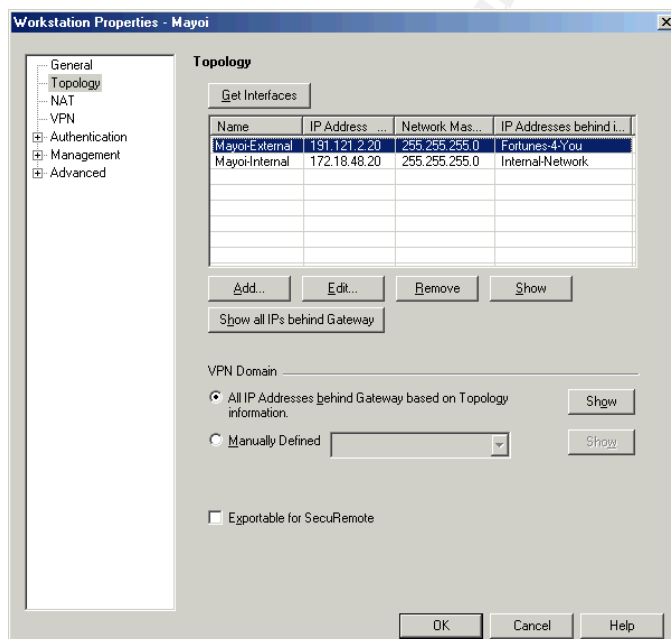 Workstation Properties - Mayoi
General
Topology
NAT
VPN
Authentication
Management
Advanced
Topology
Get Interfaces
Name IP Address ... Network Mas... IP Addresses behind i...
Mayoi-External 191.121.2.20 255.255.255.0 Fortunes-4-You
Mayoi-Internal 172.18.48.20 255.255.255.0 Internal-Network
Add... Edit... Remove Show
Show all IPs behind Gateway
VPN Domain
All IP Addresses behind Gateway based on Topology
information.
Show
Manually Defined
Show
Exportable for SecuRemote
OK Cancel Help